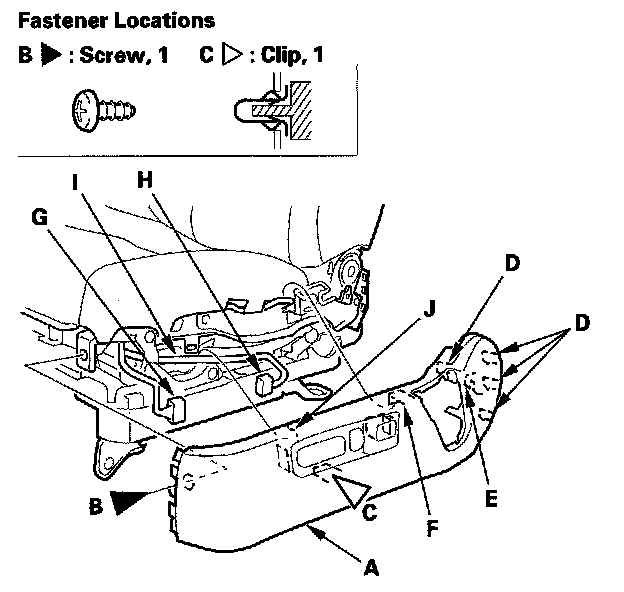 Fastener Locations
B ▶ : Screw, 1 C ▷ : Clip, 1
I
H
G
D
J
D
B
C
E
F
A